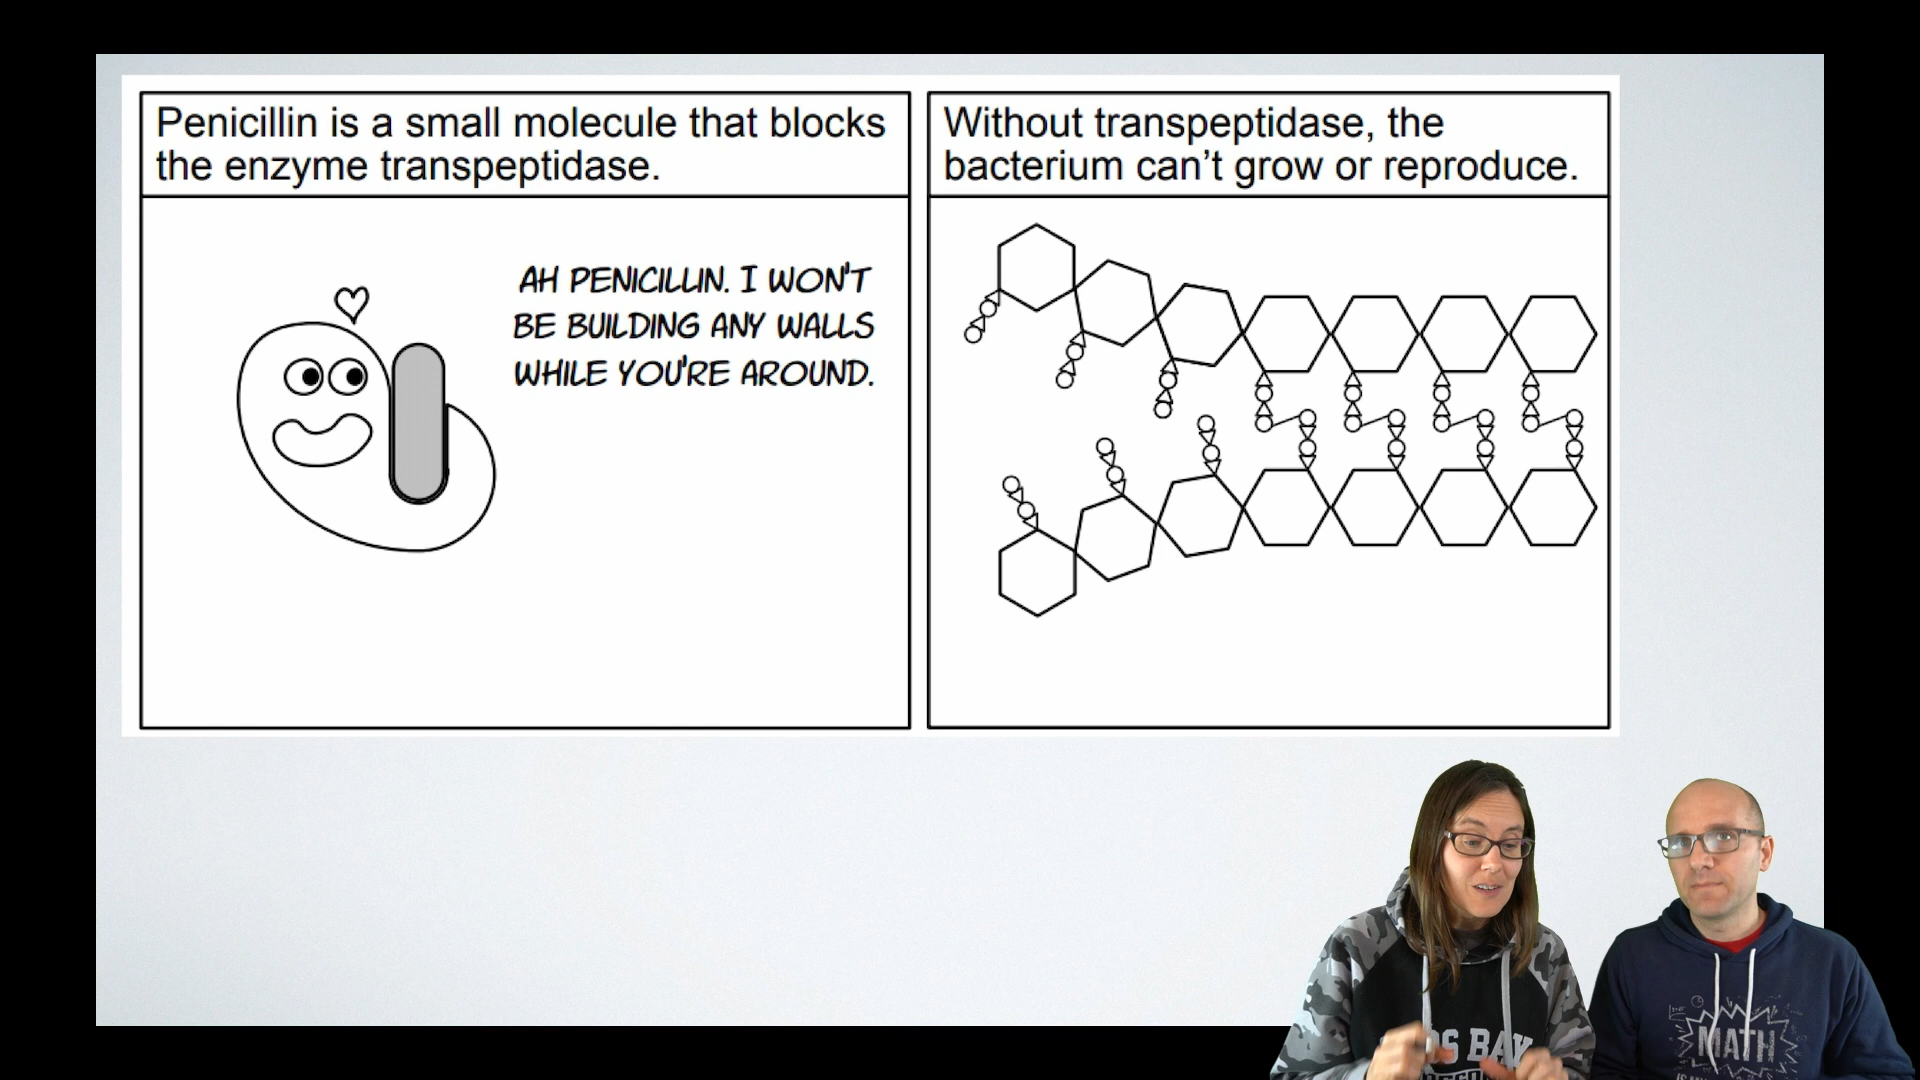 Penicillin is a small molecule that blocks
the enzyme transpeptidase.
AH PENICILLIN. I WON'T
BE BUILDING ANY WALLS
WHILE YOU'RE AROUND.
Without transpeptidase, the
bacterium can't grow or reproduce.
BAY
MATH